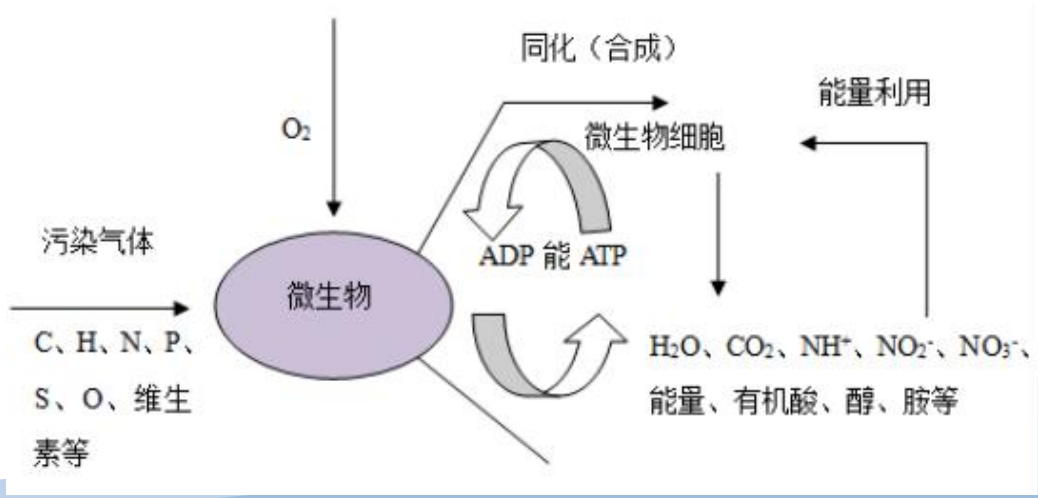 同化（合成）
能量利用
O₂
微生物细胞
污染气体
ADP 能 ATP
微生物
C、H、N、P、
S、O、维生
素等
H₂O、CO₂、NH⁺、NO₂⁻、NO₃⁻、
能量、有机酸、醇、胺等